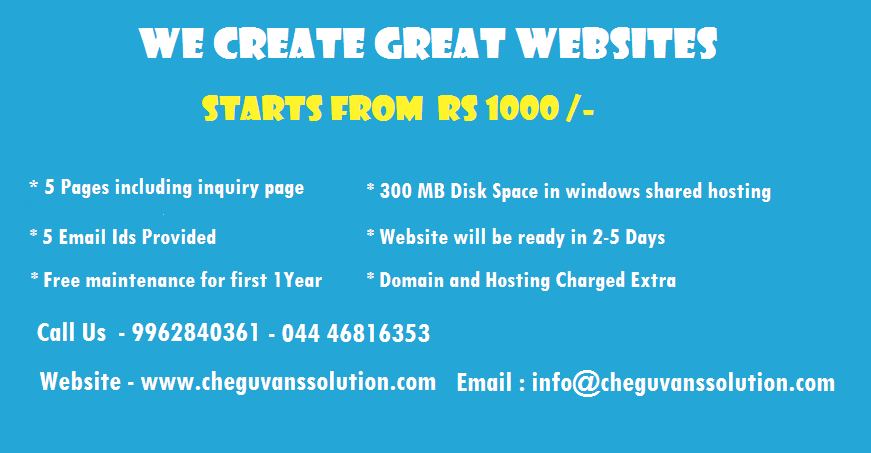 WE CREATE GREAT WEBSITES
STARTS FROM RS 1000 /-
* 5 Pages including inquiry page
* 300 MB Disk Space in windows shared hosting
* 5 Email Ids Provided
* Website will be ready in 2-5 Days
* Free maintenance for first 1Year
* Domain and Hosting Charged Extra
Call Us - 9962840361 - 044 46816353
Website - www.cheguvanssolution.com Email : info@cheguvanssolution.com